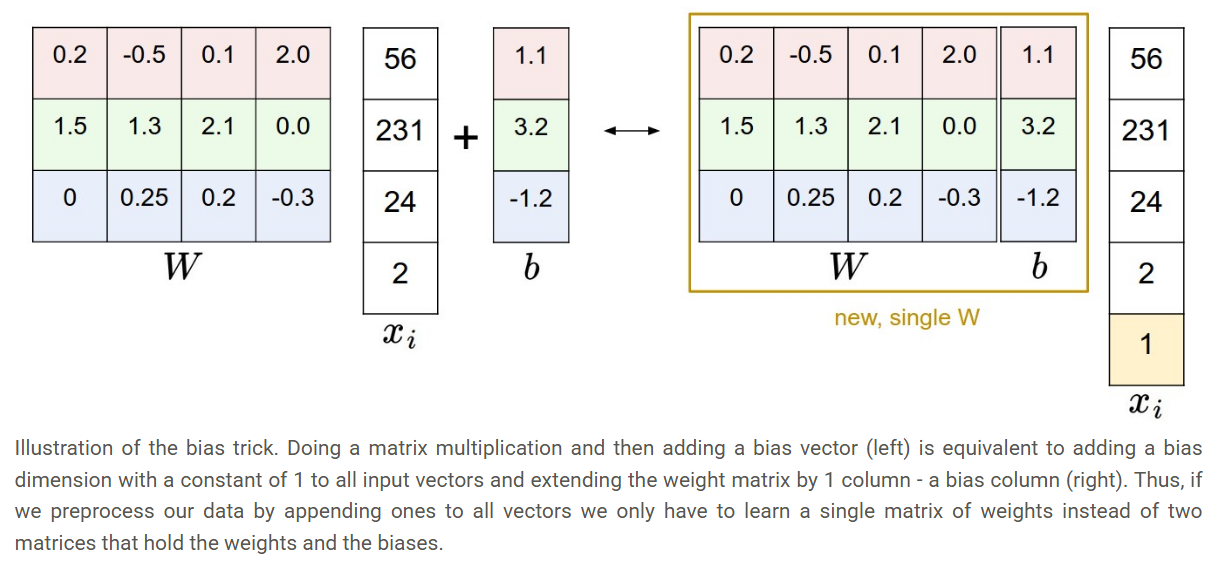 0.2 -0.5 0.1 2.0 56 1.1 0.2 -0.5 0.1 2.0 1.1 56
1.5 1.3 2.1 0.0 231 + 3.2 ↔ 1.5 1.3 2.1 0.0 3.2 231
0 0.25 0.2 -0.3 24 -1.2 0 0.25 0.2 -0.3 -1.2 24
W 2 b W b 2
new, single W 1
xi xi
Illustration of the bias trick. Doing a matrix multiplication and then adding a bias vector (left) is equivalent to adding a bias
dimension with a constant of 1 to all input vectors and extending the weight matrix by 1 column - a bias column (right). Thus, if
we preprocess our data by appending ones to all vectors we only have to learn a single matrix of weights instead of two
matrices that hold the weights and the biases.